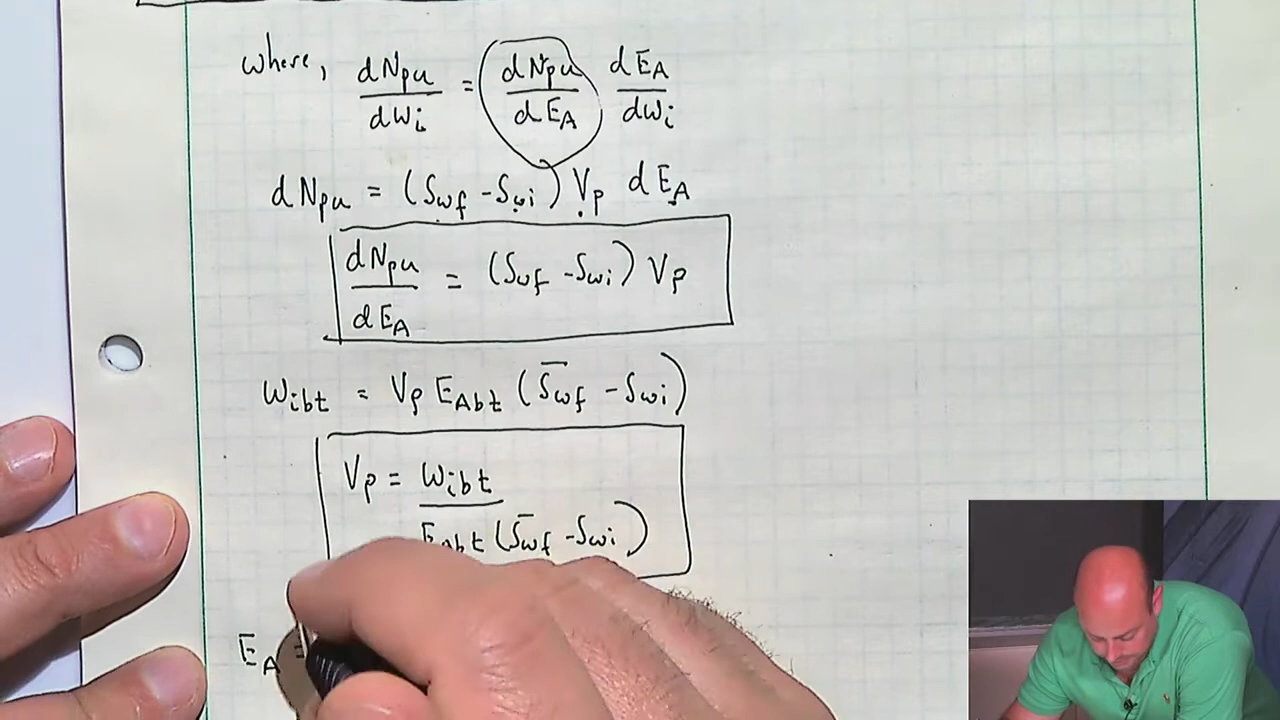 where, dNpu/dWi = dNpu/dEA dEA/dWi
dNpu = (Swf - Swi) Vp dEA
dNpu/dEA = (Swf - Swi) Vp
Wibt = Vp EAbt (S̅wf - Swi)
Vp = Wibt / EAbt (S̅wf - Swi)
EA =